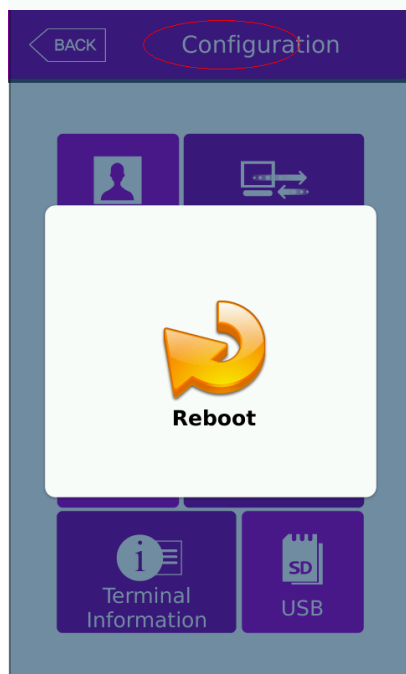 BACK
Configuration
Reboot
i
SD
Terminal
Information
USB